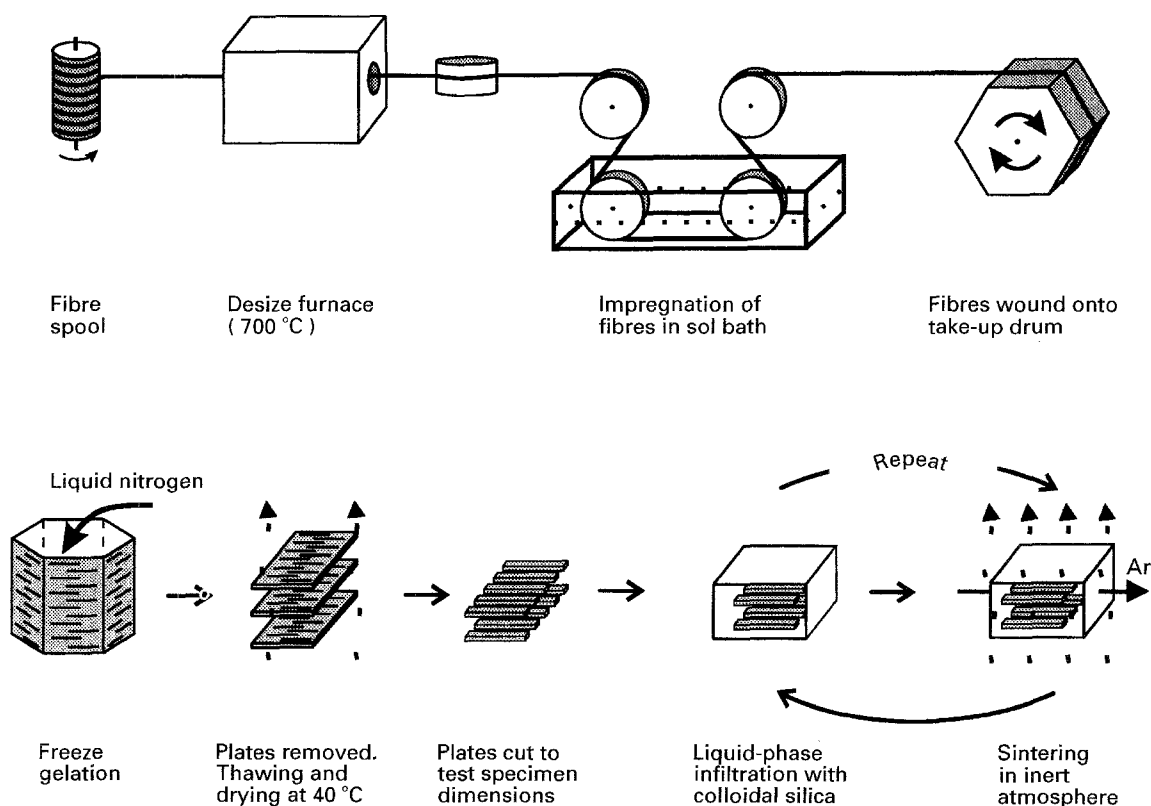 Fibre
spool
Desize furnace
( 700 °C )
Impregnation of
fibres in sol bath
Fibres wound onto
take-up drum
Liquid nitrogen
Repeat
Ar
Freeze
gelation
Plates removed.
Thawing and
drying at 40 °C
Plates cut to
test specimen
dimensions
Liquid-phase
infiltration with
colloidal silica
Sintering
in inert
atmosphere